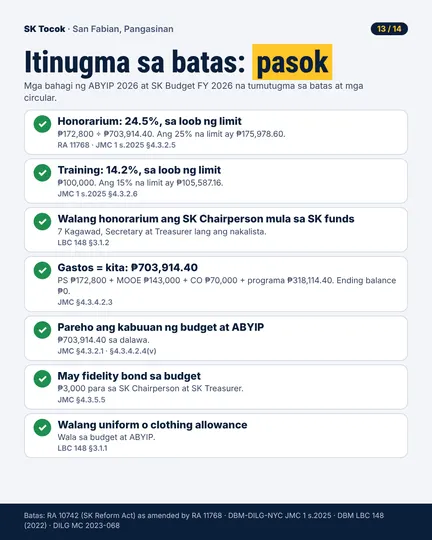 SK Tocok · San Fabian, Pangasinan
13 / 14
Itinugma sa batas: pasok
Mga bahagi ng ABYIP 2026 at SK Budget FY 2026 na tumutugma sa batas at mga
circular.
Honorarium: 24.5%, sa loob ng limit
₱172,800 ÷ ₱703,914.40. Ang 25% na limit ay ₱175,978.60.
RA 11768 · JMC 1 s.2025 §4.3.2.5
Training: 14.2%, sa loob ng limit
₱100,000. Ang 15% na limit ay ₱105,587.16.
JMC 1 s.2025 §4.3.2.6
Walang honorarium ang SK Chairperson mula sa SK funds
7 Kagawad, Secretary at Treasurer lang ang nakalista.
LBC 148 §3.1.2
Gastos = kita: ₱703,914.40
PS ₱172,800 + MOOE ₱143,000 + CO ₱70,000 + programa ₱318,114.40. Ending balance
₱0.
JMC §4.3.4.2.3
Pareho ang kabuuan ng budget at ABYIP
₱703,914.40 sa dalawa.
JMC §4.3.2.1 · §4.3.4.2.4(v)
May fidelity bond sa budget
₱3,000 para sa SK Chairperson at SK Treasurer.
JMC §4.3.5.5
Walang uniform o clothing allowance
Wala sa budget at ABYIP.
LBC 148 §3.1.1
Batas: RA 10742 (SK Reform Act) as amended by RA 11768 · DBM-DILG-NYC JMC 1 s.2025 · DBM LBC 148
(2022) · DILG MC 2023-068